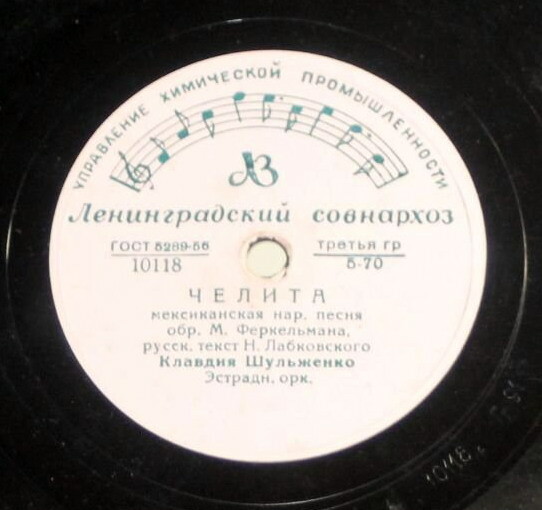 УПРАВЛЕНИЕ ХИМИЧЕСКОЙ ПРОМЫШЛЕННОСТИ
ЛЗ
Ленинградский совнархоз
ГОСТ 5289-56
10118
третья гр
5-70
ЧЕЛИТА
мексиканская нар. песня
обр. М. Феркельмана,
русск. текст Н. Лабковского
Клавдия Шульженко
Эстрадн. орк.
10118